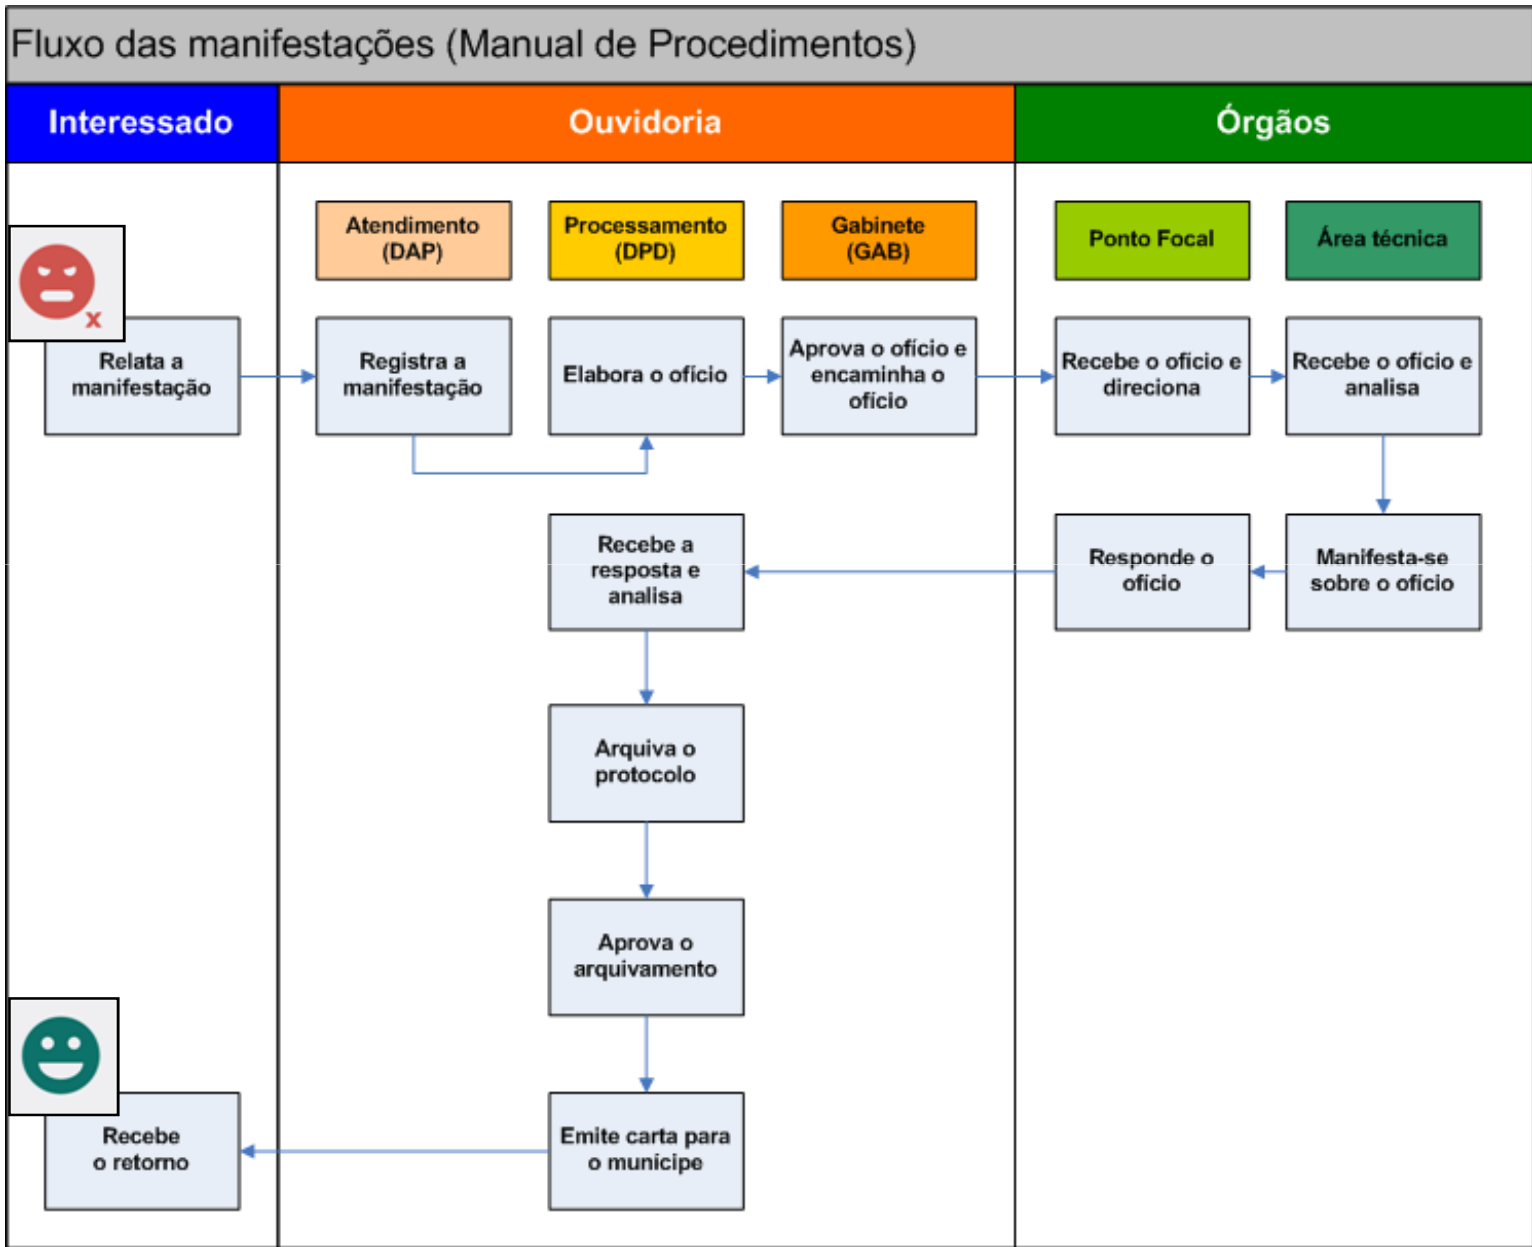 Fluxo das manifestações (Manual de Procedimentos)
Interessado
Ouvidoria
Órgãos
Atendimento
(DAP)
Processamento
(DPD)
Gabinete
(GAB)
Ponto Focal
Área técnica
x
Relata a
manifestação
Registra a
manifestação
Elabora o ofício
Aprova o ofício e
encaminha o
ofício
Recebe o ofício e
direciona
Recebe o ofício e
analisa
Recebe a
resposta e
analisa
Responde o
ofício
Manifesta-se
sobre o ofício
Arquiva o
protocolo
Aprova o
arquivamento
Recebe
o retorno
Emite carta para
o munícipe